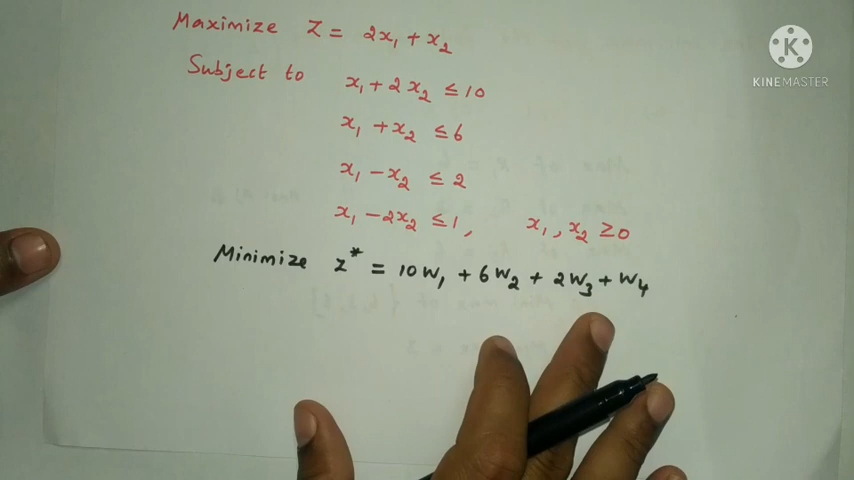 Maximize Z = 2x₁ + x₂
Subject to x₁ + 2x₂ ≤ 10
x₁ + x₂ ≤ 6
x₁ - x₂ ≤ 2
x₁ - 2x₂ ≤ 1, x₁, x₂ ≥ 0
Minimize z* = 10W₁ + 6W₂ + 2W₃ + W₄
K
KINEMASTER